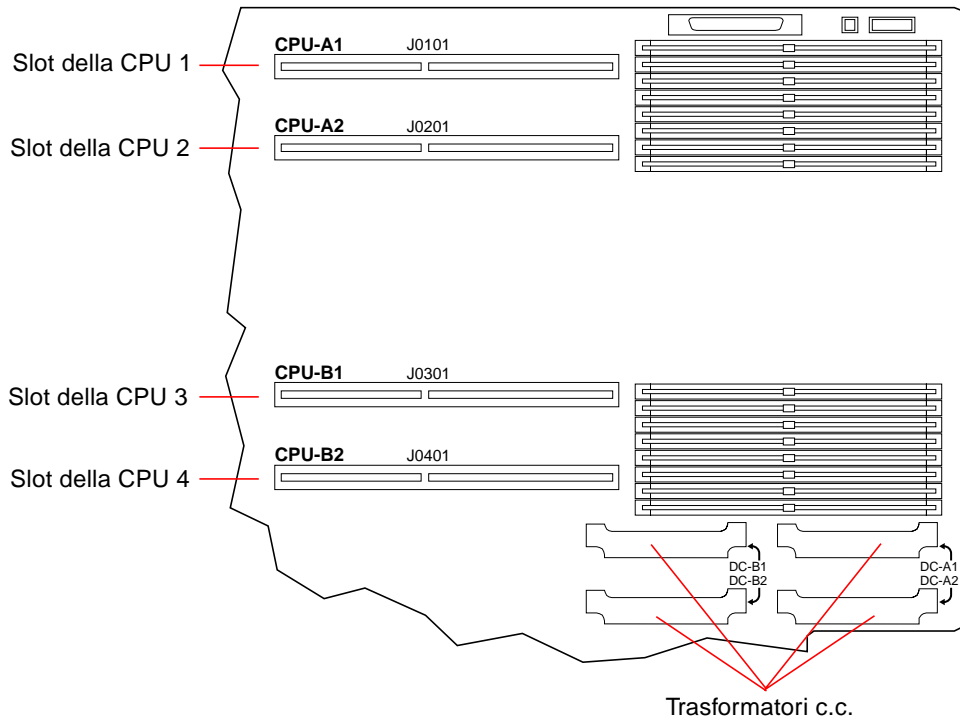 CPU-A1 J0101
Slot della CPU 1
CPU-A2 J0201
Slot della CPU 2
CPU-B1 J0301
Slot della CPU 3
CPU-B2 J0401
Slot della CPU 4
DC-B1
DC-B2
DC-A1
DC-A2
Trasformatori c.c.